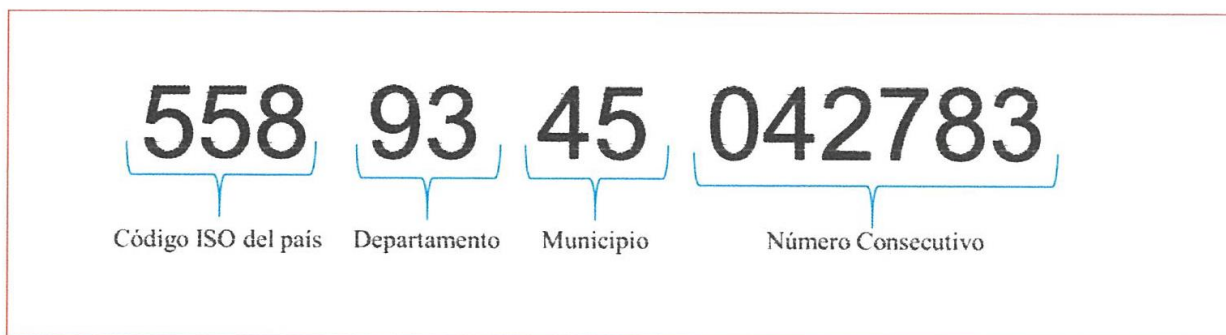 558 93 45 042783
Código ISO del país Departamento Municipio Número Consecutivo